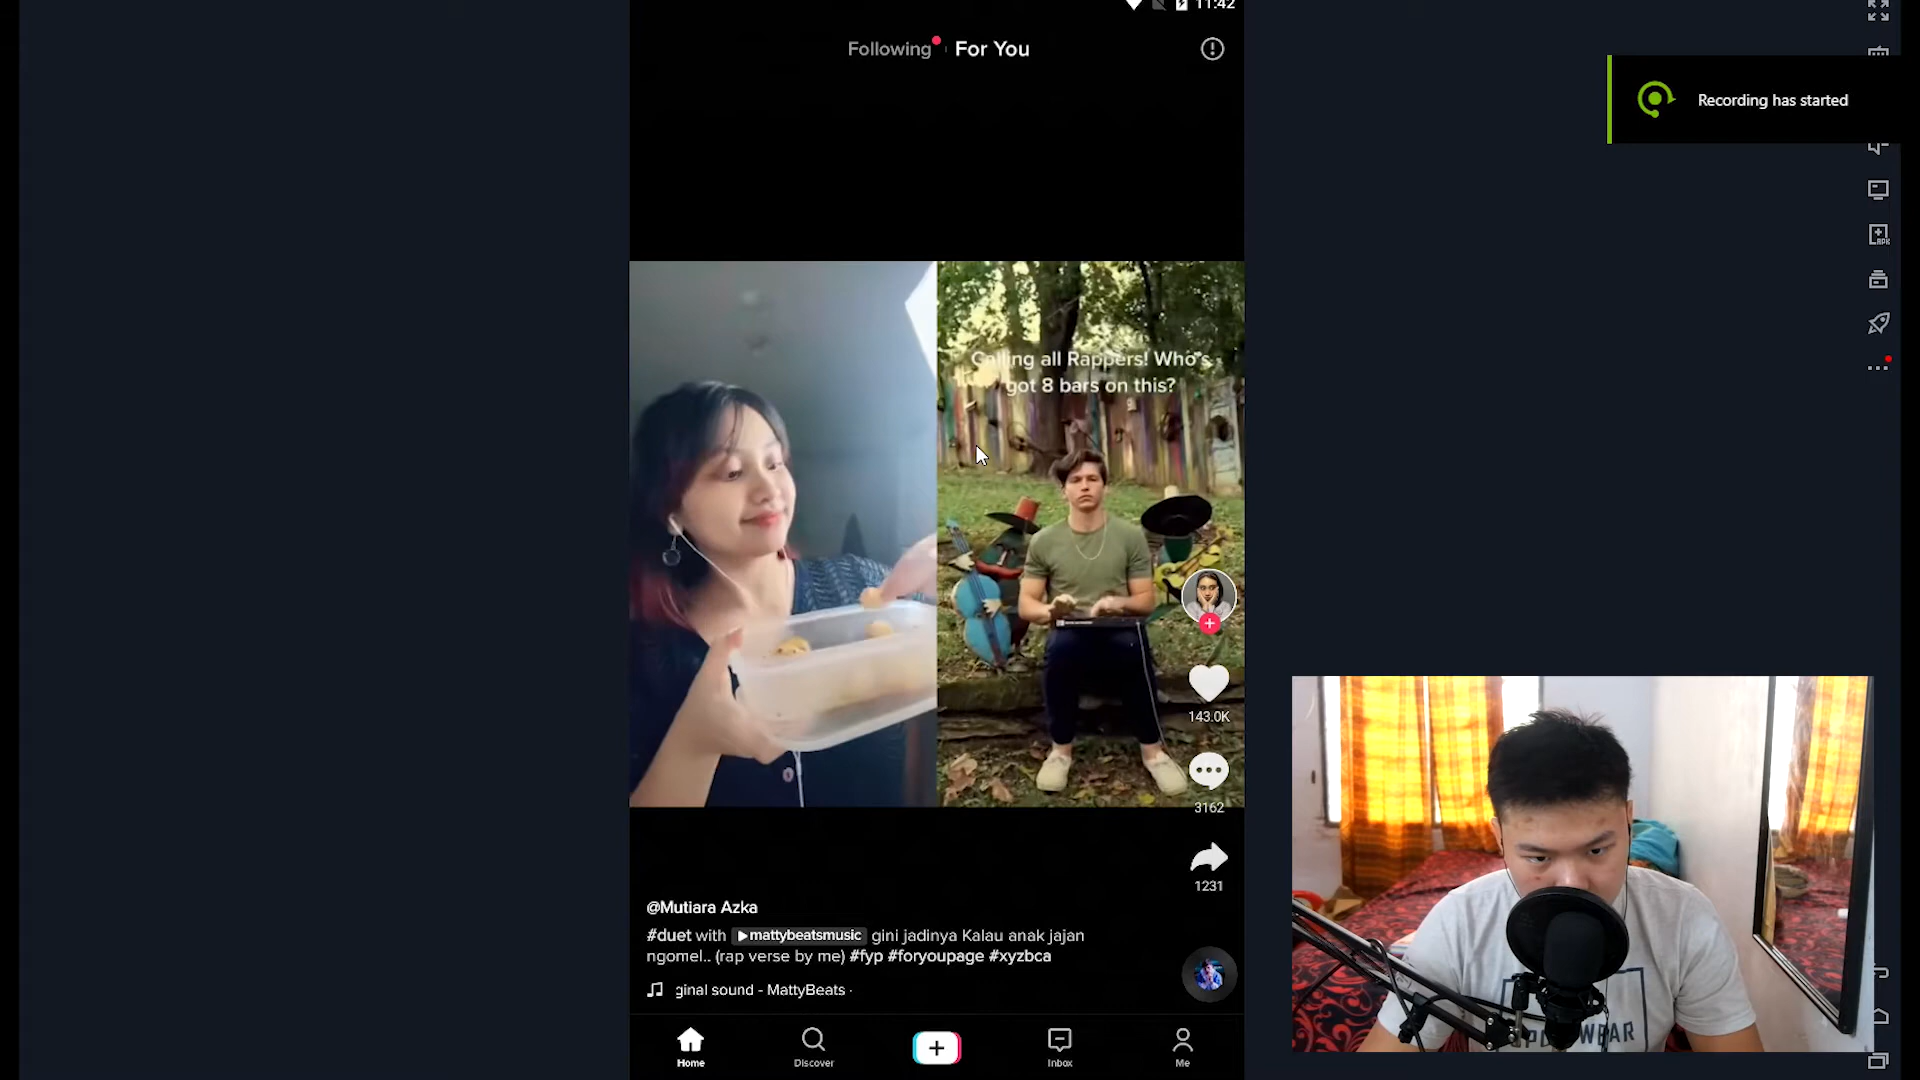 11:42
Following
For You
Recording has started
Calling all Rappers! Who's
got 8 bars on this?
143.0K
3162
1231
@Mutiara Azka
#duet with mattybeatsmusic gini jadinya Kalau anak jajan
ngomel.. (rap verse by me) #fyp #foryoupage #xyzbca
ginal sound - MattyBeats ·
Home
Discover
Inbox
Me
WEAR